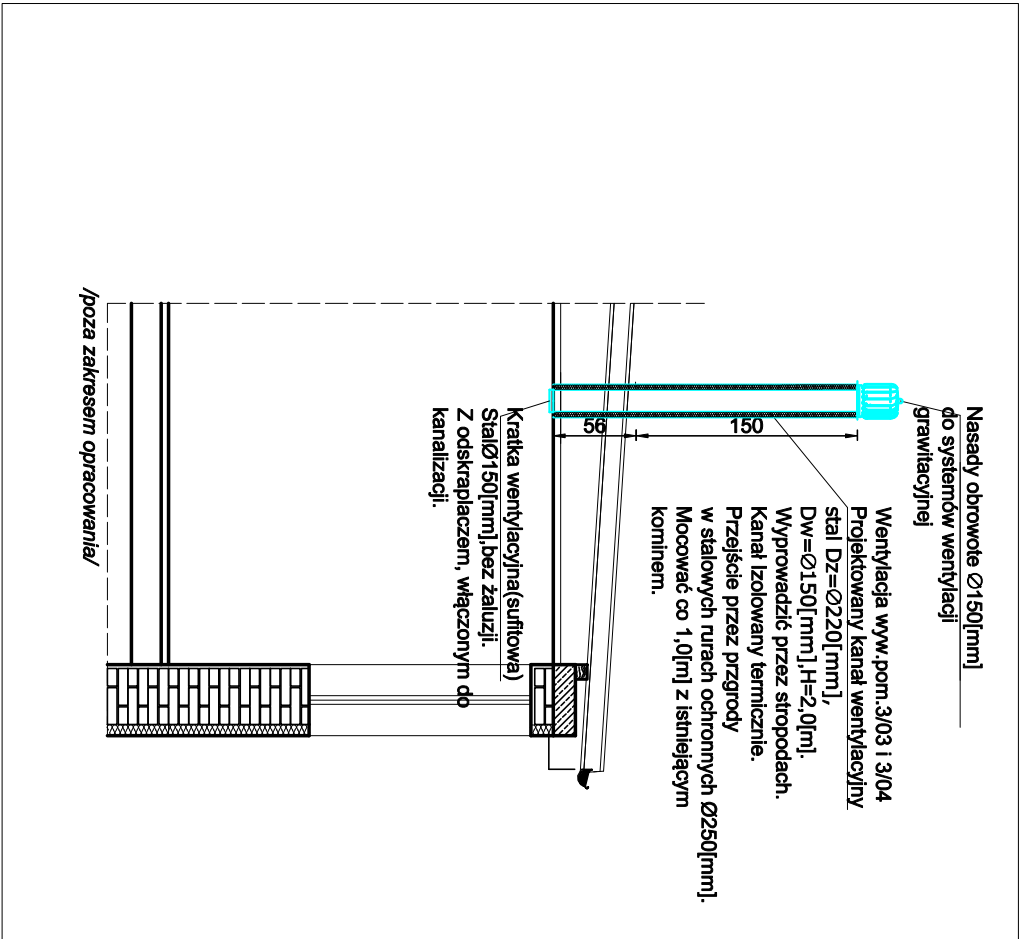 Nasady obrowote Ø150[mm]
do systemów wentylacji
grawitacyjnej
Wentylacja wyw.pom.3/03 i 3/04
Projektowany kanał wentylacyjny
stal Dz=Ø220[mm],
Dw=Ø150[mm],H=2,0[m].
Wyprowadzić przez stropodach.
Kanał Izolowany termicznie.
Przejście przez przgrody
w stalowych rurach ochronnych Ø250[mm].
Mocować co 1,0[m] z istniejącym
kominem.
150
56
Kratka wentylacyjna(sufitowa)
StalØ150[mm],bez żaluzji.
Z odskraplaczem, włączonym do
kanalizacji.
/poza zakresem opracowania/